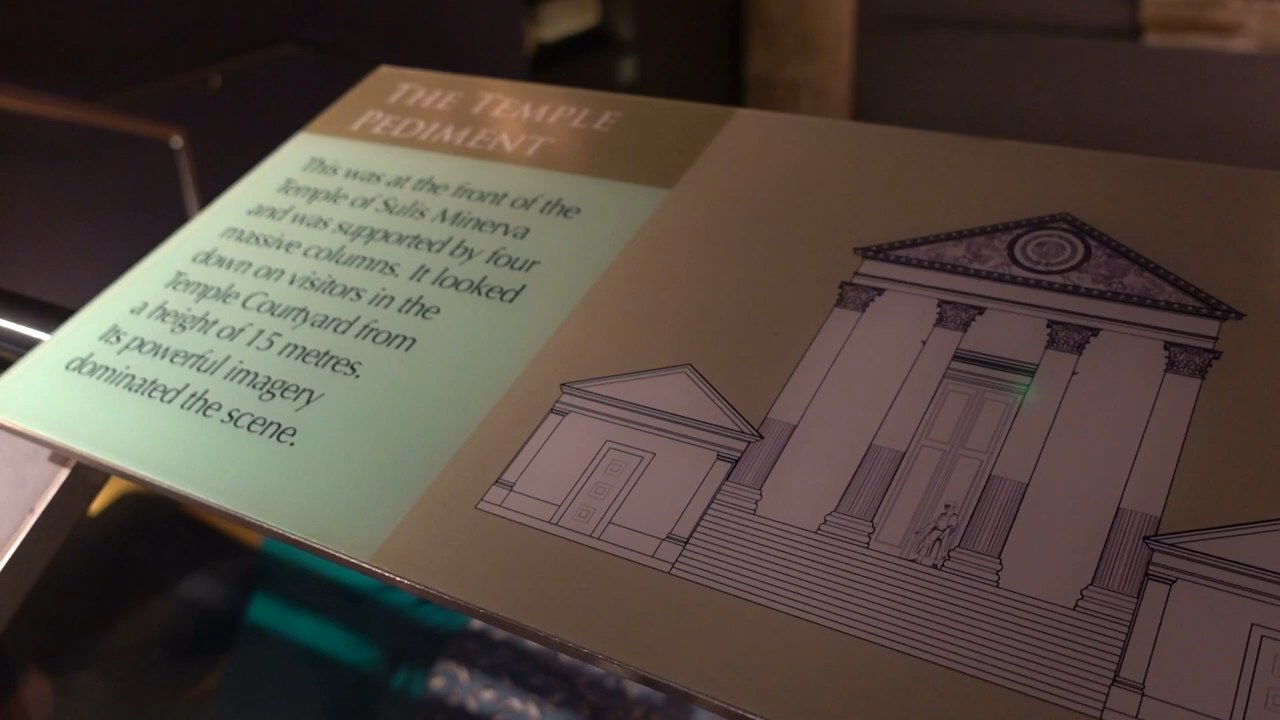 THE TEMPLE
PEDIMENT
This was at the front of the
Temple of Sulis Minerva
and was supported by four
massive columns. It looked
down on visitors in the
Temple Courtyard from
a height of 15 metres.
Its powerful imagery
dominated the scene.